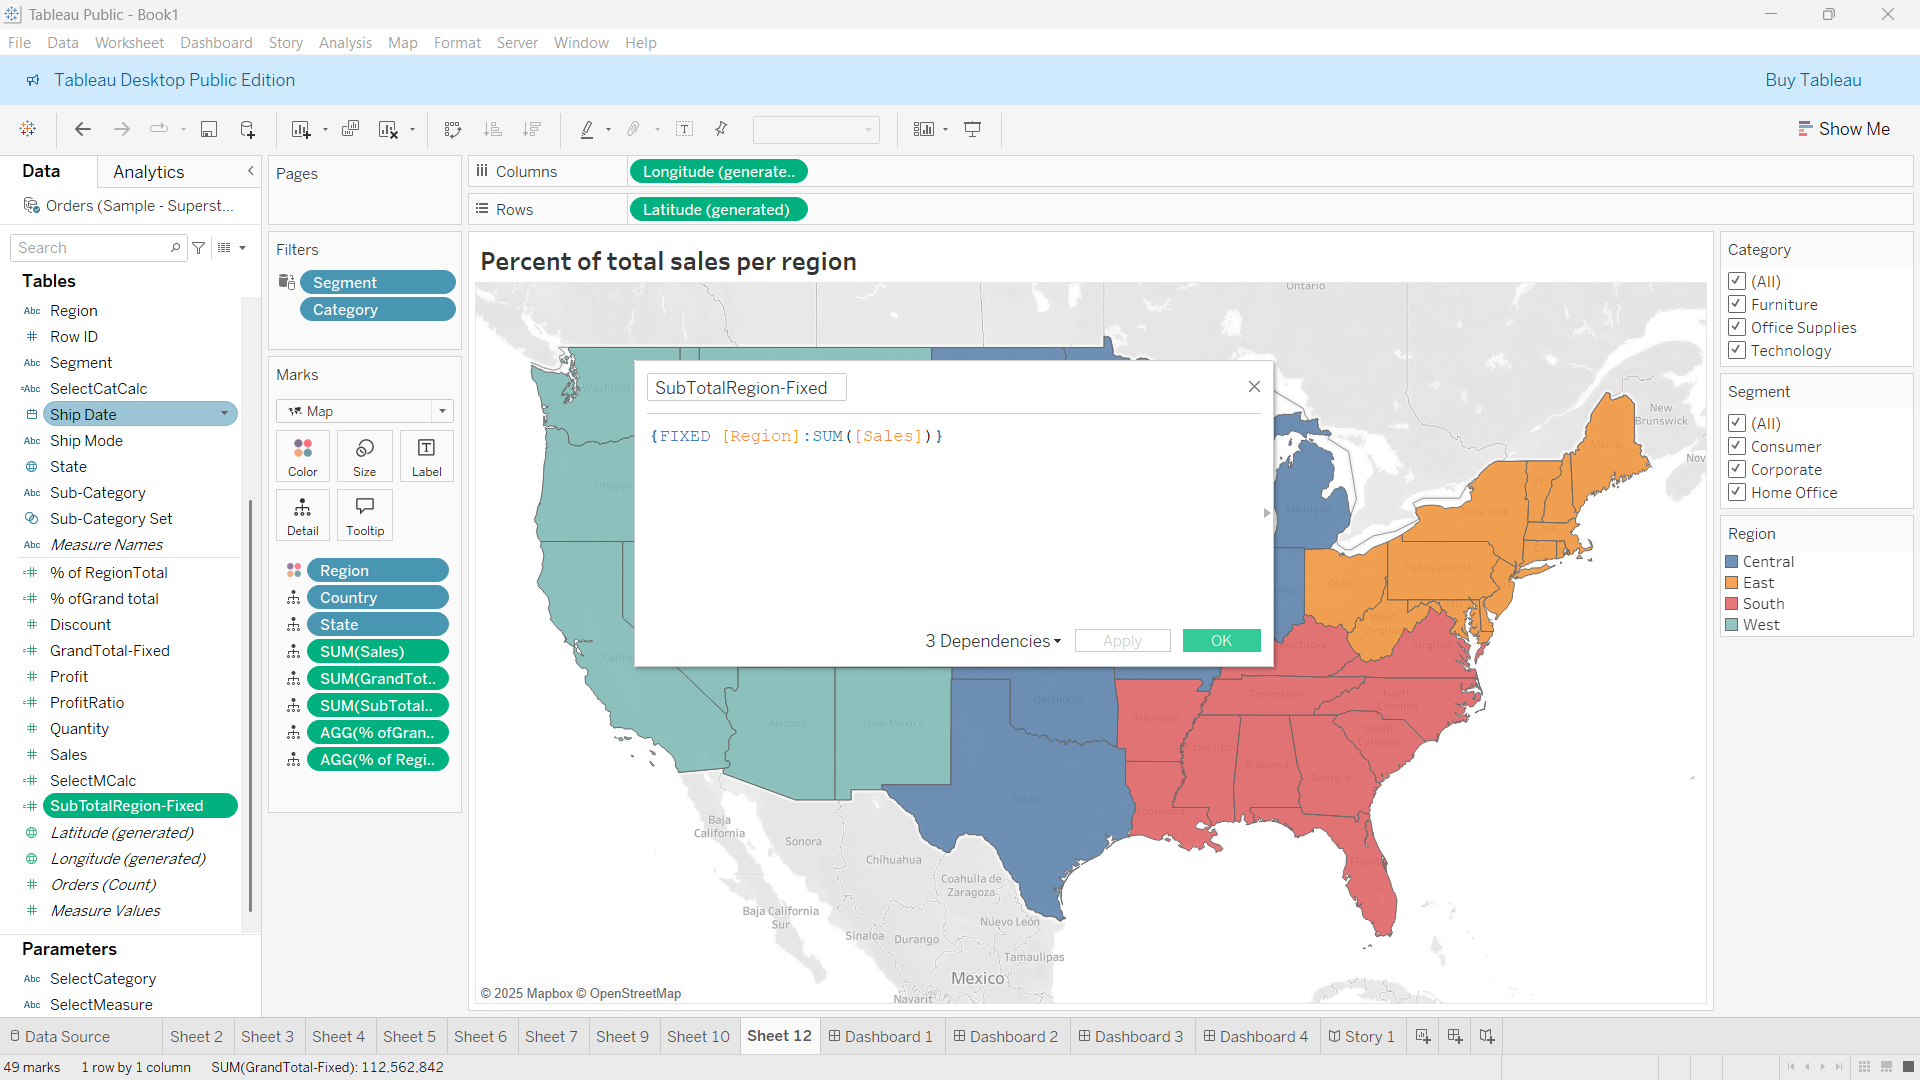 Tableau Public - Book1
File Data Worksheet Dashboard Story Analysis Map Format Server Window Help
Tableau Desktop Public Edition
Buy Tableau
Show Me
Data
Analytics
Orders (Sample - Superst...
Search
Tables
Abc Region
Row ID
Abc Segment
=Abc SelectCatCalc
Ship Date
Abc Ship Mode
State
Abc Sub-Category
Sub-Category Set
Abc Measure Names
% of RegionTotal
% ofGrand total
Discount
GrandTotal-Fixed
Profit
ProfitRatio
Quantity
Sales
SelectMCalc
SubTotalRegion-Fixed
Latitude (generated)
Longitude (generated)
Orders (Count)
Measure Values
Parameters
Abc SelectCategory
Abc SelectMeasure
Pages
Filters
Segment
Category
Marks
Map
Color
Size
Label
Detail
Tooltip
Region
Country
State
SUM(Sales)
SUM(GrandTot..
SUM(SubTotal..
AGG(% ofGran..
AGG(% of Regi..
Columns
Longitude (generate..
Rows
Latitude (generated)
Percent of total sales per region
SubTotalRegion-Fixed
{FIXED [Region]:SUM([Sales])}
3 Dependencies
Apply
OK
Ontario
New
Brunswick
Nov
Washington
Oregon
Califo
Arizona
New Mexico
Oklahoma
Texas
Arkansas
Louisiana
Mississippi
Alabama
Georgia
Florida
Tennessee
North
Carolina
South
Carolina
Kentucky
Virginia
West
Virginia
Ohio
Pennsylvania
New York
Maine
Michigan
Baja
California
Sonora
Chihuahua
Coahuila de
Zaragoza
Baja California
Sur
Nuevo León
Sinaloa
Durango
Tamaulipas
Mexico
Nayarit
© 2025 Mapbox © OpenStreetMap
Category
(All)
Furniture
Office Supplies
Technology
Segment
(All)
Consumer
Corporate
Home Office
Region
Central
East
South
West
Data Source
Sheet 2
Sheet 3
Sheet 4
Sheet 5
Sheet 6
Sheet 7
Sheet 9
Sheet 10
Sheet 12
Dashboard 1
Dashboard 2
Dashboard 3
Dashboard 4
Story 1
49 marks
1 row by 1 column
SUM(GrandTotal-Fixed): 112,562,842